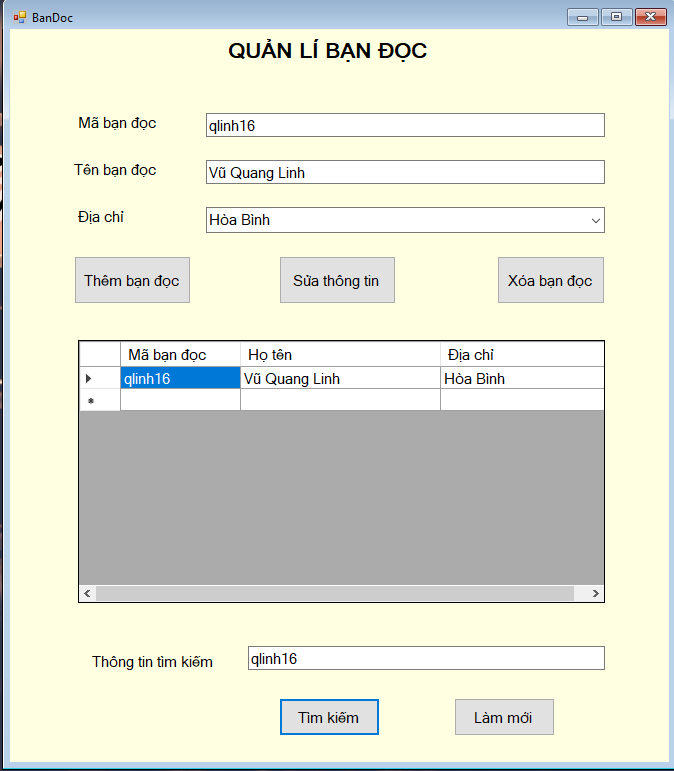 BanDoc
QUẢN LÍ BẠN ĐỌC
Mã bạn đọc qlinh16
Tên bạn đọc Vũ Quang Linh
Địa chỉ Hòa Bình
Thêm bạn đọc Sửa thông tin Xóa bạn đọc
Mã bạn đọc Họ tên Địa chỉ
qlinh16 Vũ Quang Linh Hòa Bình
Thông tin tìm kiếm qlinh16
Tìm kiếm Làm mới